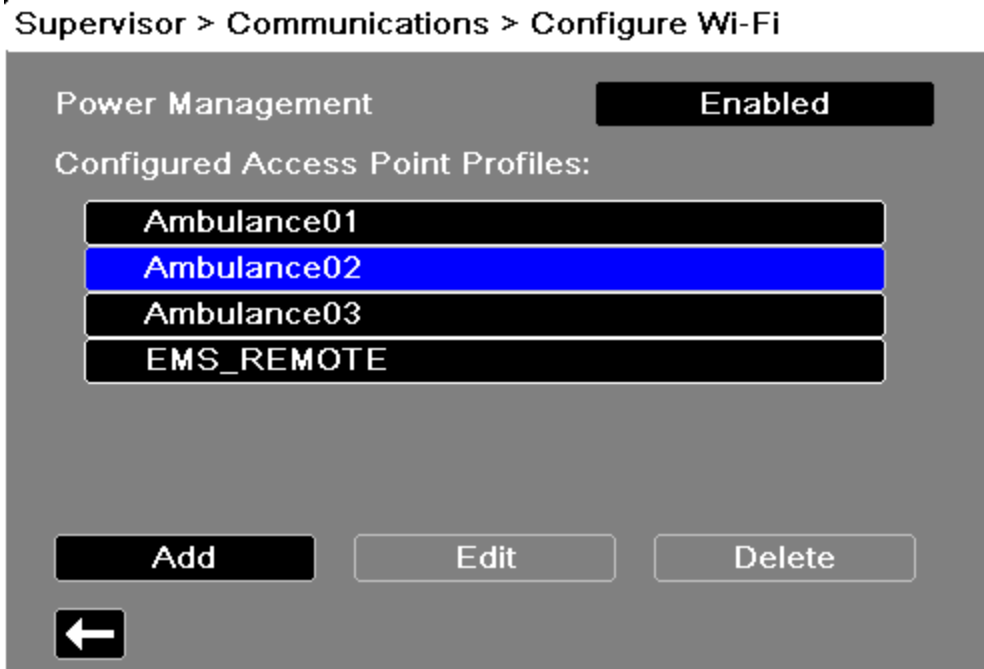 Supervisor > Communications > Configure Wi-Fi
Power Management Enabled
Configured Access Point Profiles:
Ambulance01
Ambulance02
Ambulance03
EMS_REMOTE
Add Edit Delete